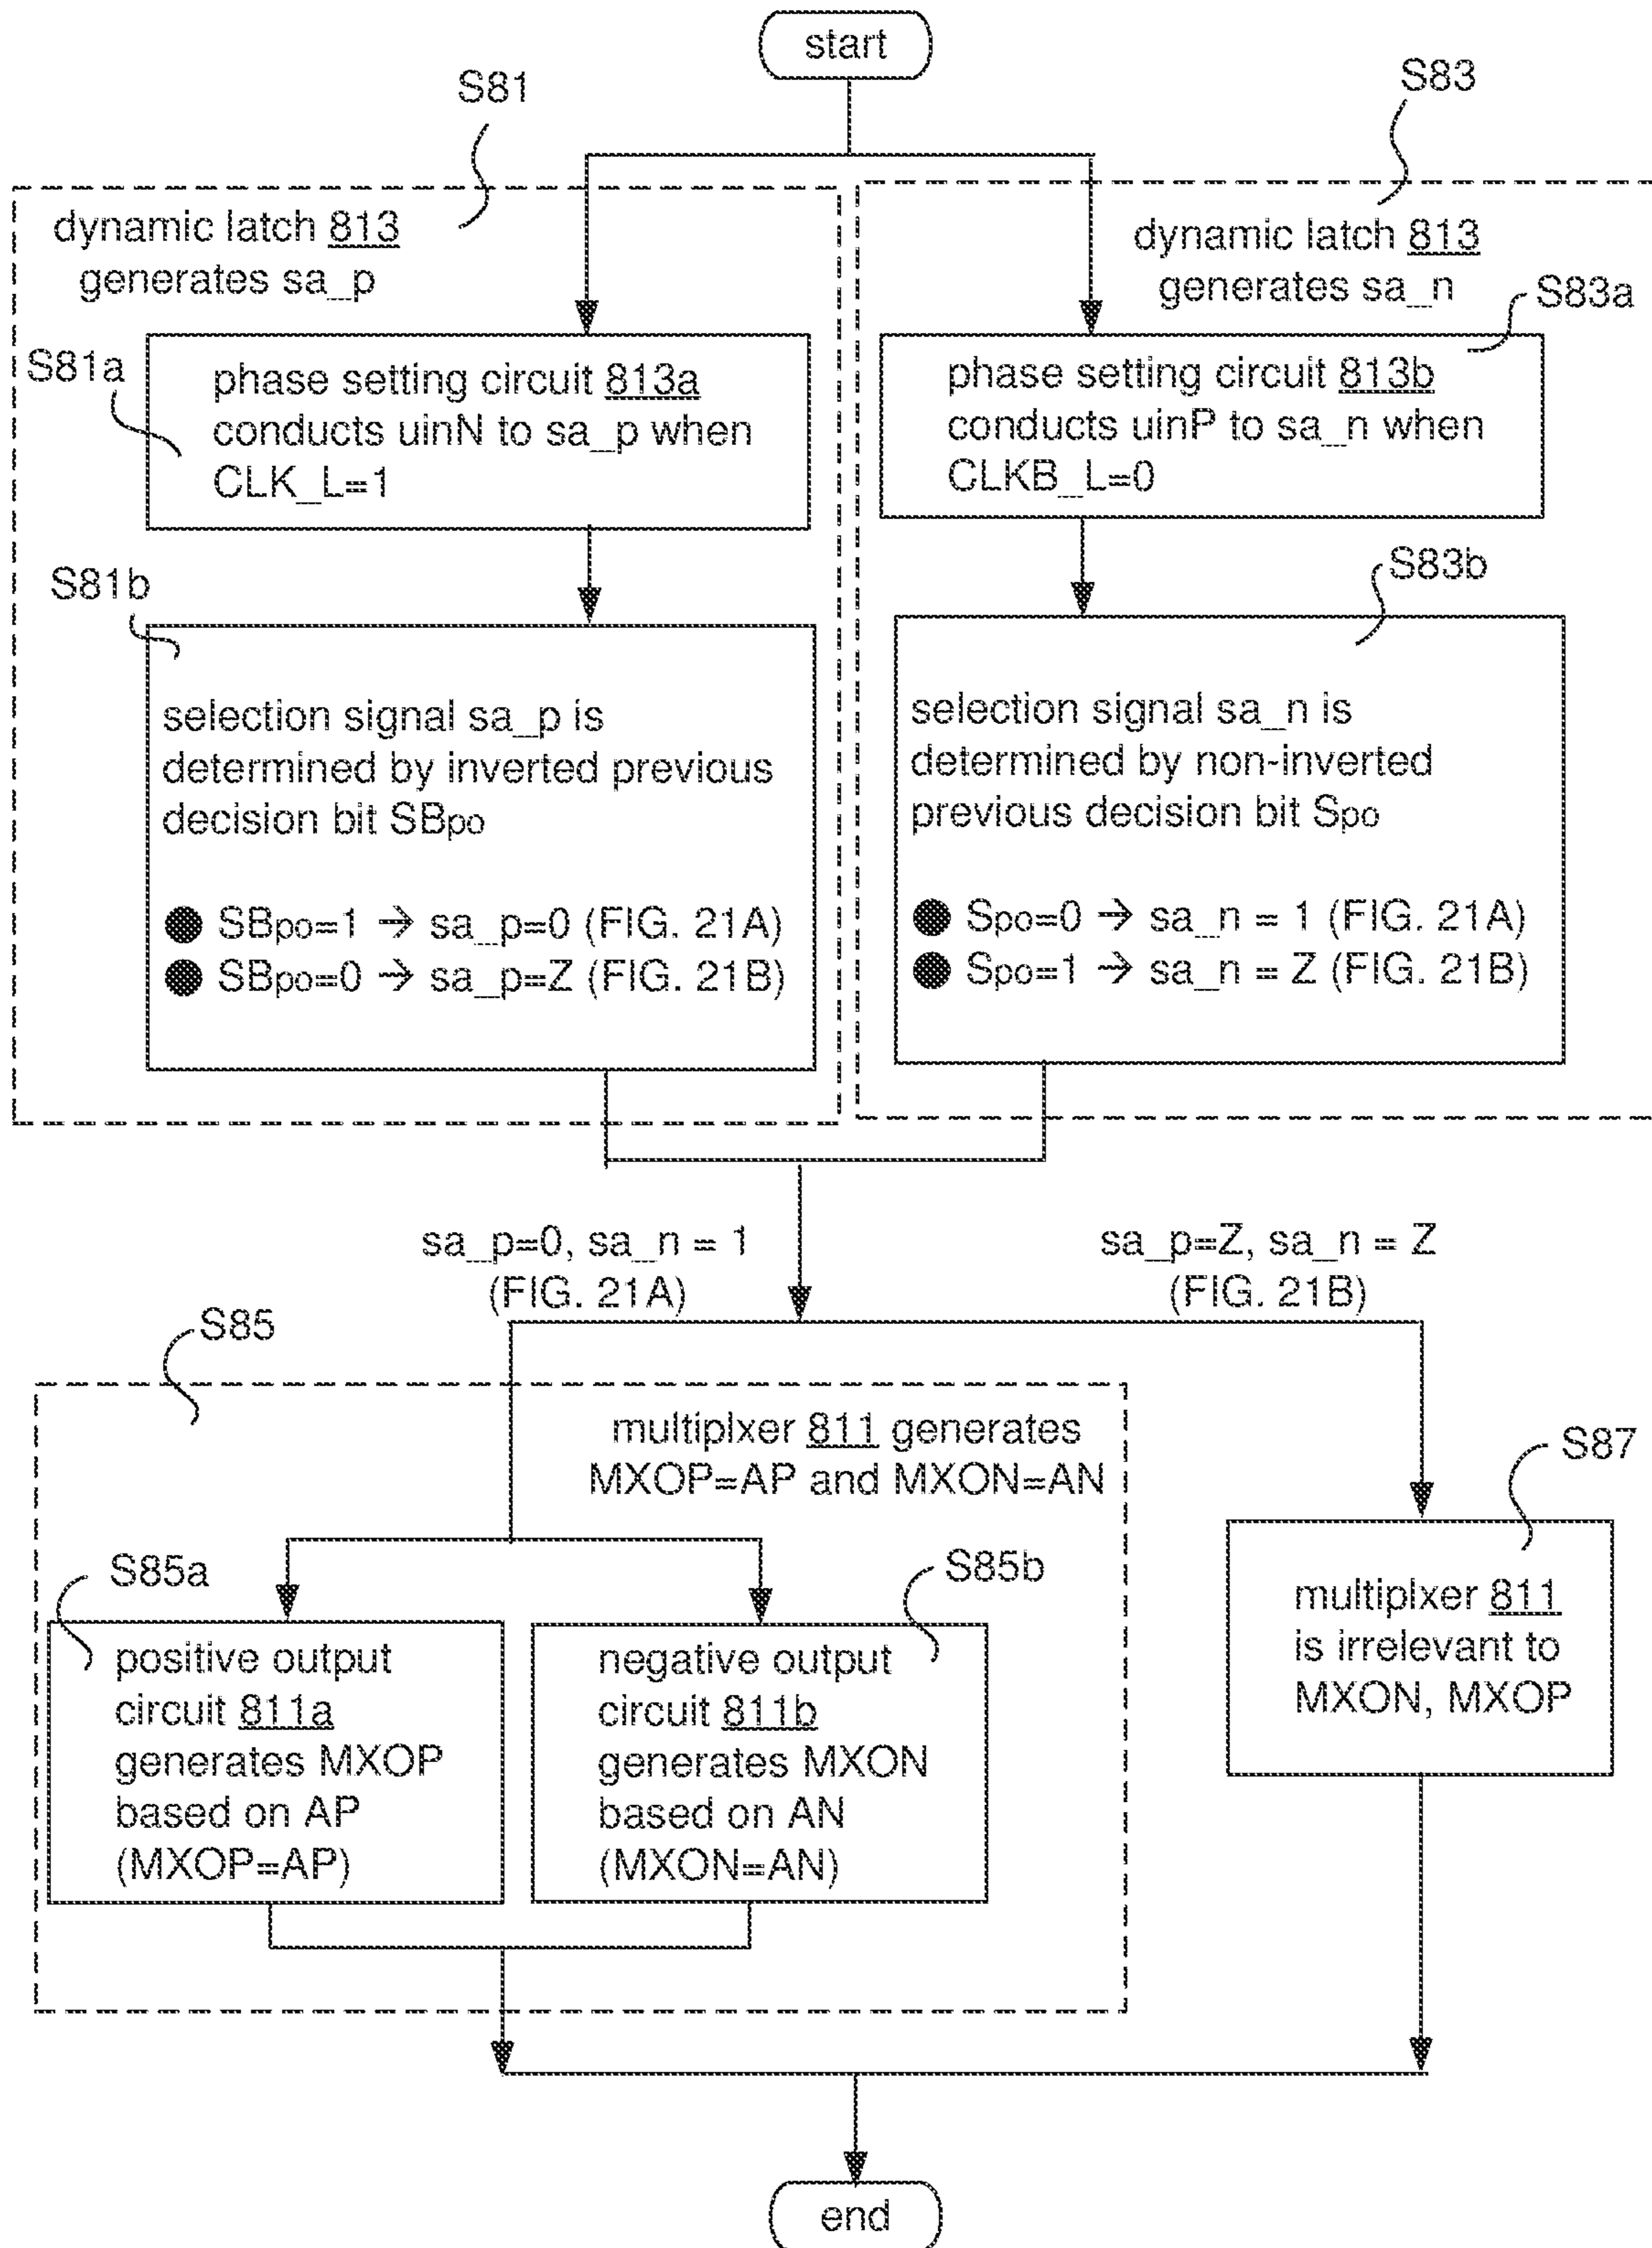 start
S81
S83
dynamic latch 813
generates sa_p
dynamic latch 813
generates sa_n
S83a
S81a
phase setting circuit 813a
conducts uinN to sa_p when
CLK_L=1
phase setting circuit 813b
conducts uinP to sa_n when
CLKB_L=0
S81b
S83b
selection signal sa_p is
determined by inverted previous
decision bit SBpo
● SBpo=1 → sa_p=0 (FIG. 21A)
● SBpo=0 → sa_p=Z (FIG. 21B)
selection signal sa_n is
determined by non-inverted
previous decision bit Spo
● Spo=0 → sa_n = 1 (FIG. 21A)
● Spo=1 → sa_n = Z (FIG. 21B)
sa_p=0, sa_n = 1
(FIG. 21A)
sa_p=Z, sa_n = Z
(FIG. 21B)
S85
multiplxer 811 generates
MXOP=AP and MXON=AN
S87
S85a
S85b
positive output
circuit 811a
generates MXOP
based on AP
(MXOP=AP)
negative output
circuit 811b
generates MXON
based on AN
(MXON=AN)
multiplxer 811
is irrelevant to
MXON, MXOP
end